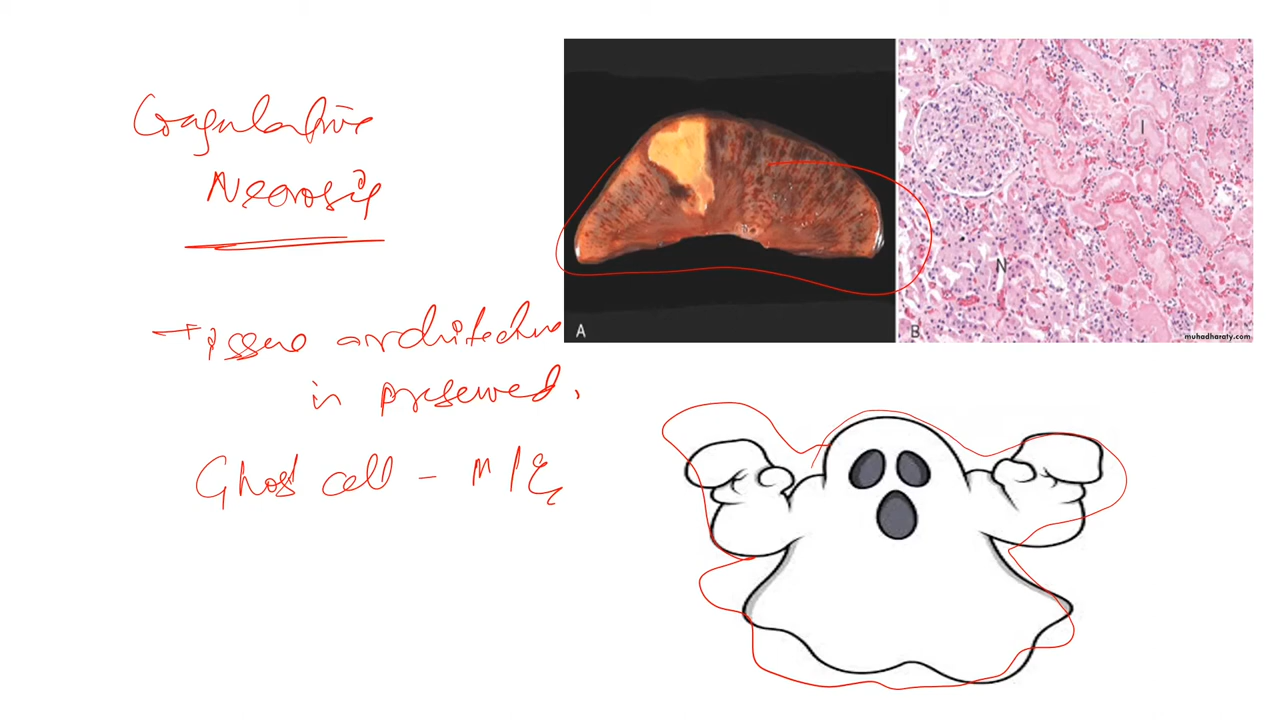 Coagulative
Necrosis
→ Tissue architecture
is preserved.
Ghost cell - M/E
A
B
I
N
muhadharaty.com